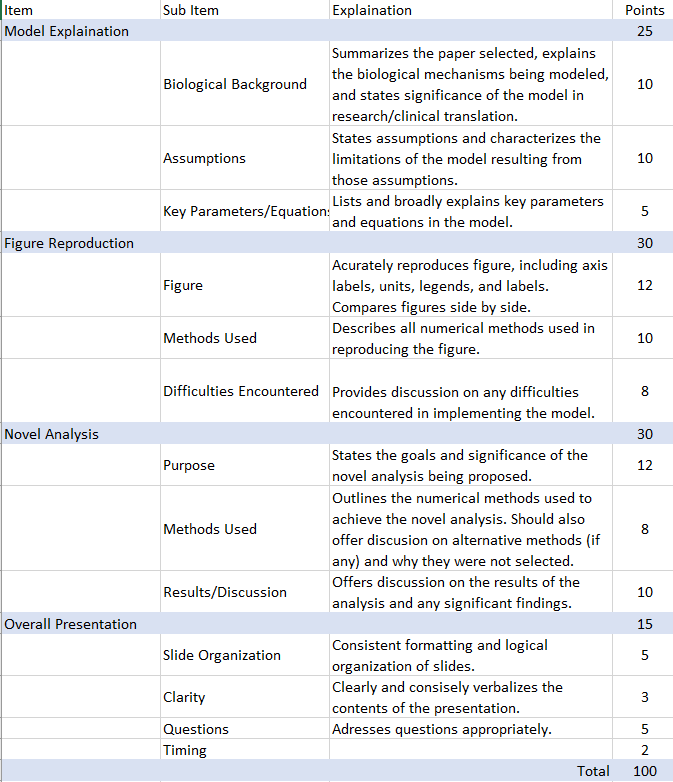 Item Sub Item Explaination Points
Model Explaination 25
Biological Background
Summarizes the paper selected, explains
the biological mechanisms being modeled,
and states significance of the model in
research/clinical translation.
10
Assumptions
States assumptions and characterizes the
limitations of the model resulting from
those assumptions.
10
Key Parameters/Equations
Lists and broadly explains key parameters
and equations in the model.
5
Figure Reproduction 30
Figure
Acurately reproduces figure, including axis
labels, units, legends, and labels.
Compares figures side by side.
12
Methods Used
Describes all numerical methods used in
reproducing the figure.
10
Difficulties Encountered
Provides discussion on any difficulties
encountered in implementing the model.
8
Novel Analysis 30
Purpose
States the goals and significance of the
novel analysis being proposed.
12
Methods Used
Outlines the numerical methods used to
achieve the novel analysis. Should also
offer discusion on alternative methods (if
any) and why they were not selected.
8
Results/Discussion
Offers discussion on the results of the
analysis and any significant findings.
10
Overall Presentation 15
Slide Organization
Consistent formatting and logical
organization of slides.
5
Clarity
Clearly and consisely verbalizes the
contents of the presentation.
3
Questions Adresses questions appropriately. 5
Timing 2
Total 100